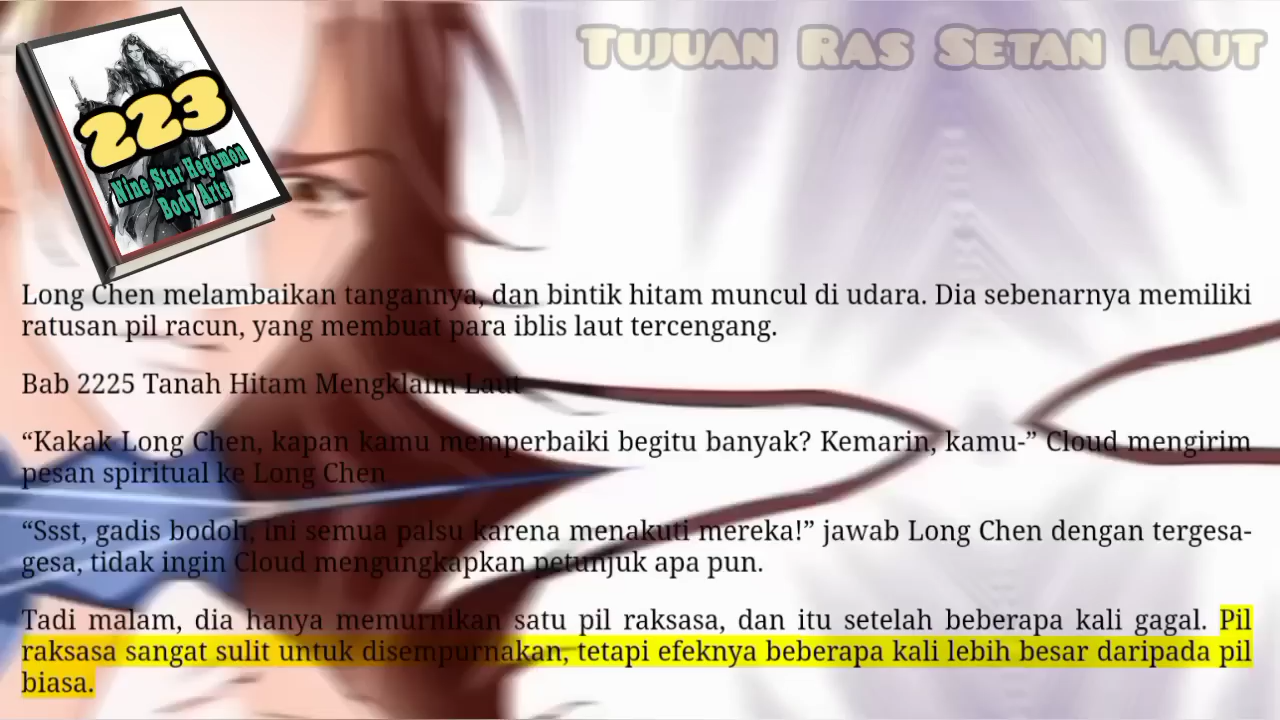 Tujuan Ras Setan Laut
223
Nine Star Hegemon
Body Arts
Long Chen melambaikan tangannya, dan bintik hitam muncul di udara. Dia sebenarnya memiliki
ratusan pil racun, yang membuat para iblis laut tercengang.
Bab 2225 Tanah Hitam Mengklaim Laut
“Kakak Long Chen, kapan kamu memperbaiki begitu banyak? Kemarin, kamu-” Cloud mengirim
pesan spiritual ke Long Chen
“Ssst, gadis bodoh, ini semua palsu karena menakuti mereka!” jawab Long Chen dengan tergesa-
gesa, tidak ingin Cloud mengungkapkan petunjuk apa pun.
Tadi malam, dia hanya memurnikan satu pil raksasa, dan itu setelah beberapa kali gagal. Pil
raksasa sangat sulit untuk disempurnakan, tetapi efeknya beberapa kali lebih besar daripada pil
biasa.